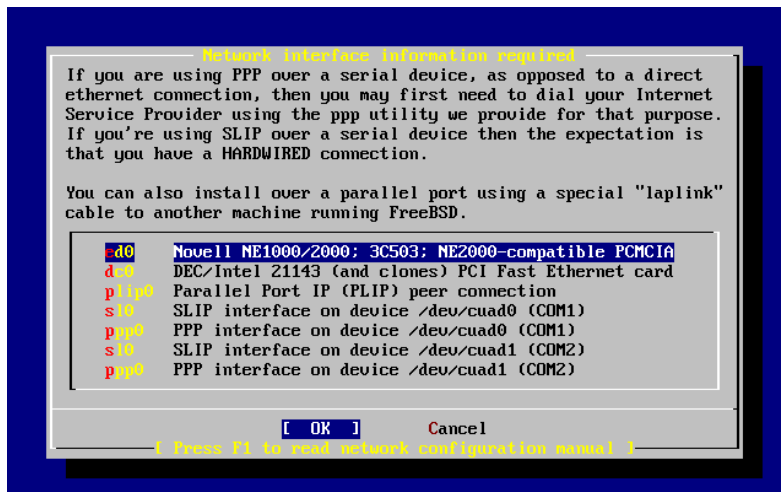 Network interface information required
If you are using PPP over a serial device, as opposed to a direct
ethernet connection, then you may first need to dial your Internet
Service Provider using the ppp utility we provide for that purpose.
If you're using SLIP over a serial device then the expectation is
that you have a HARDWIRED connection.
You can also install over a parallel port using a special "laplink"
cable to another machine running FreeBSD.
ed0 Novell NE1000/2000; 3C503; NE2000-compatible PCMCIA
dc0 DEC/Intel 21143 (and clones) PCI Fast Ethernet card
plip0 Parallel Port IP (PLIP) peer connection
sl0 SLIP interface on device /dev/cuad0 (COM1)
ppp0 PPP interface on device /dev/cuad0 (COM1)
sl0 SLIP interface on device /dev/cuad1 (COM2)
ppp0 PPP interface on device /dev/cuad1 (COM2)
[ OK ] Cancel
[ Press F1 to read network configuration manual ]